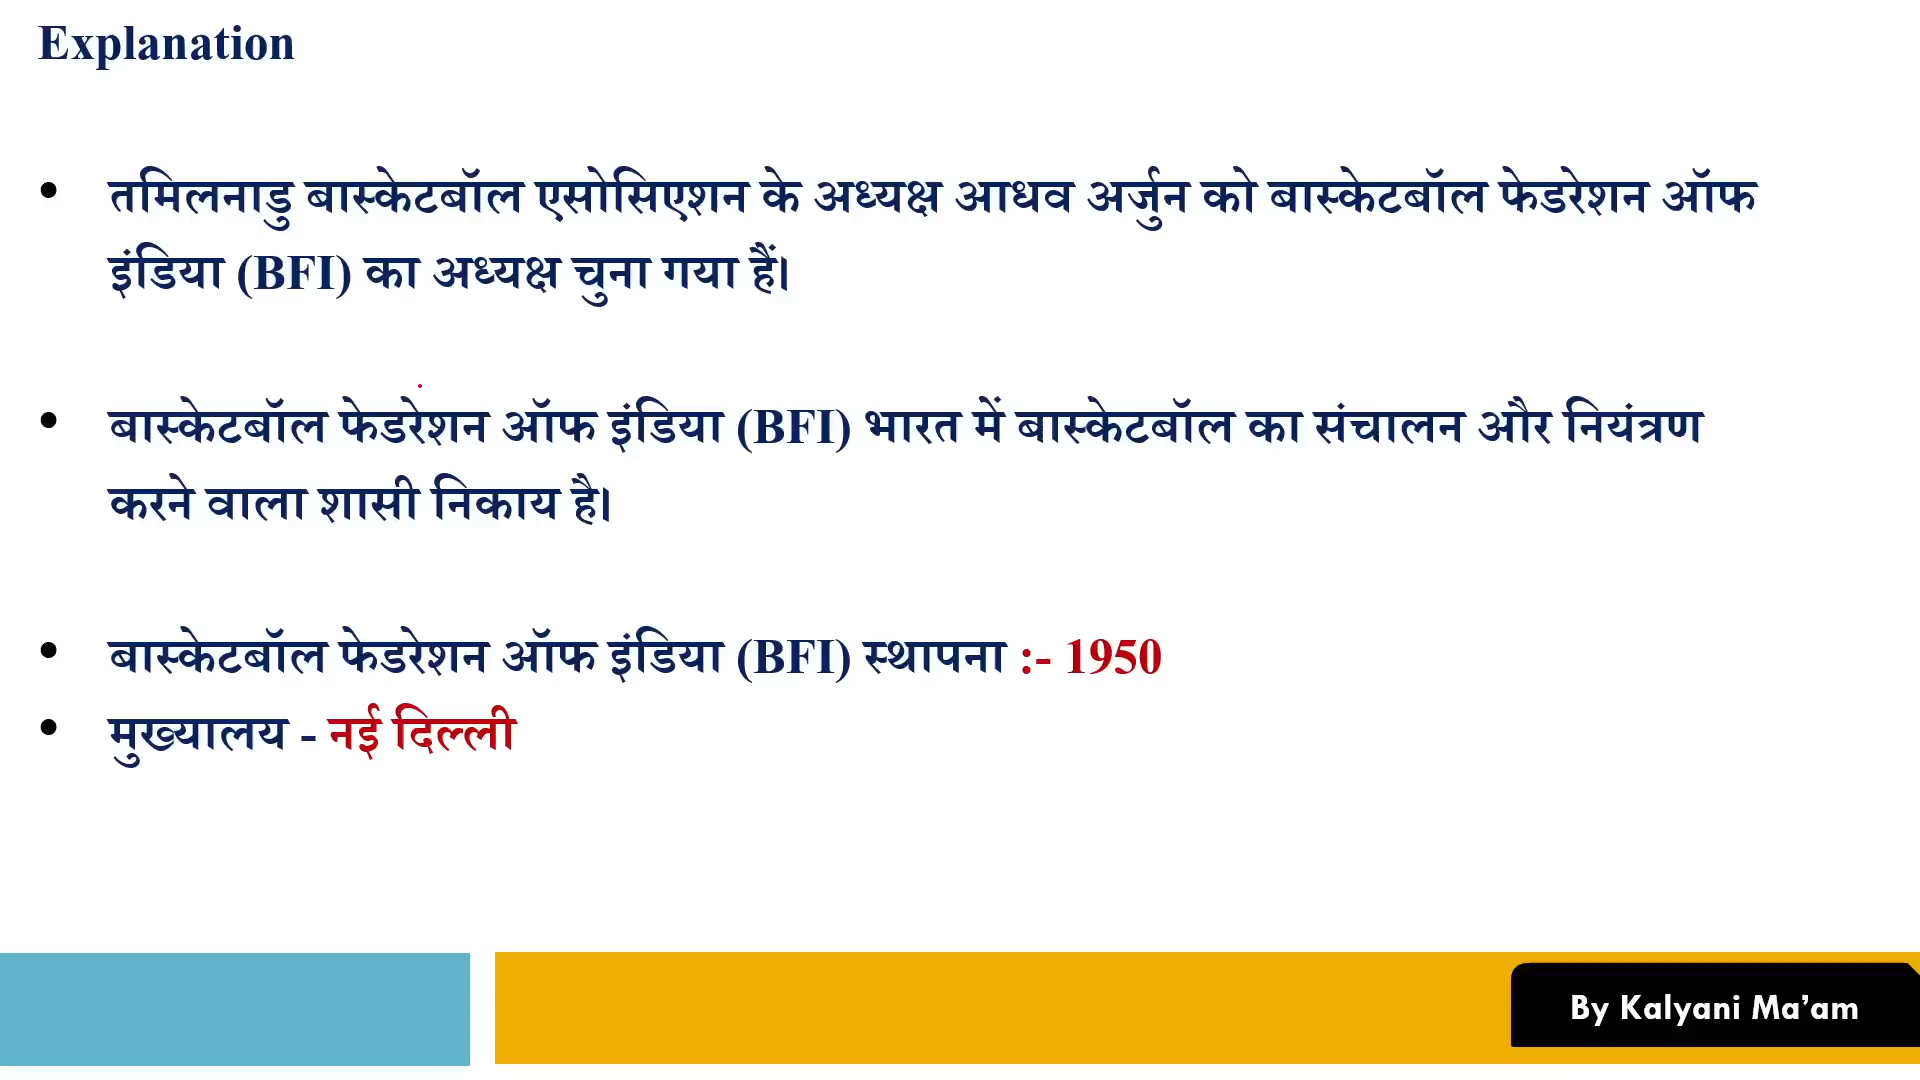 Explanation
• तमिलनाडु बास्केटबॉल एसोसिएशन के अध्यक्ष आधव अर्जुन को बास्केटबॉल फेडरेशन ऑफ
इंडिया (BFI) का अध्यक्ष चुना गया हैं।
• बास्केटबॉल फेडरेशन ऑफ इंडिया (BFI) भारत में बास्केटबॉल का संचालन और नियंत्रण
करने वाला शासी निकाय है।
• बास्केटबॉल फेडरेशन ऑफ इंडिया (BFI) स्थापना :- 1950
• मुख्यालय - नई दिल्ली
By Kalyani Ma’am